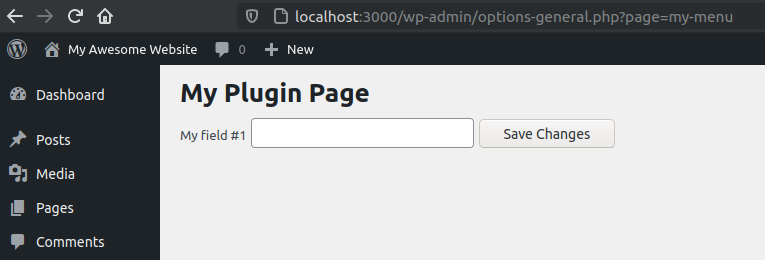 localhost:3000/wp-admin/options-general.php?page=my-menu
My Awesome Website 0 New
Dashboard
Posts
Media
Pages
Comments
My Plugin Page
My field #1 Save Changes